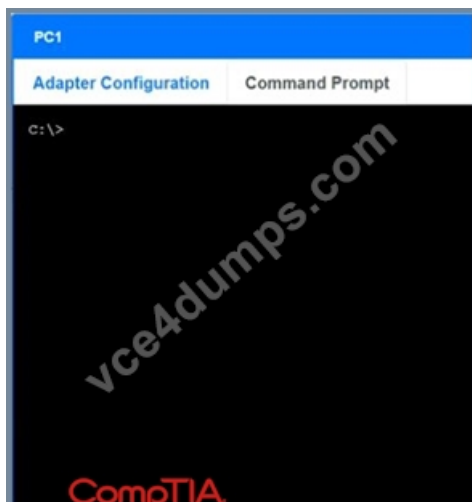 PC1
Adapter Configuration Command Prompt
C:\>
vce4dumps.com
CompTIA.